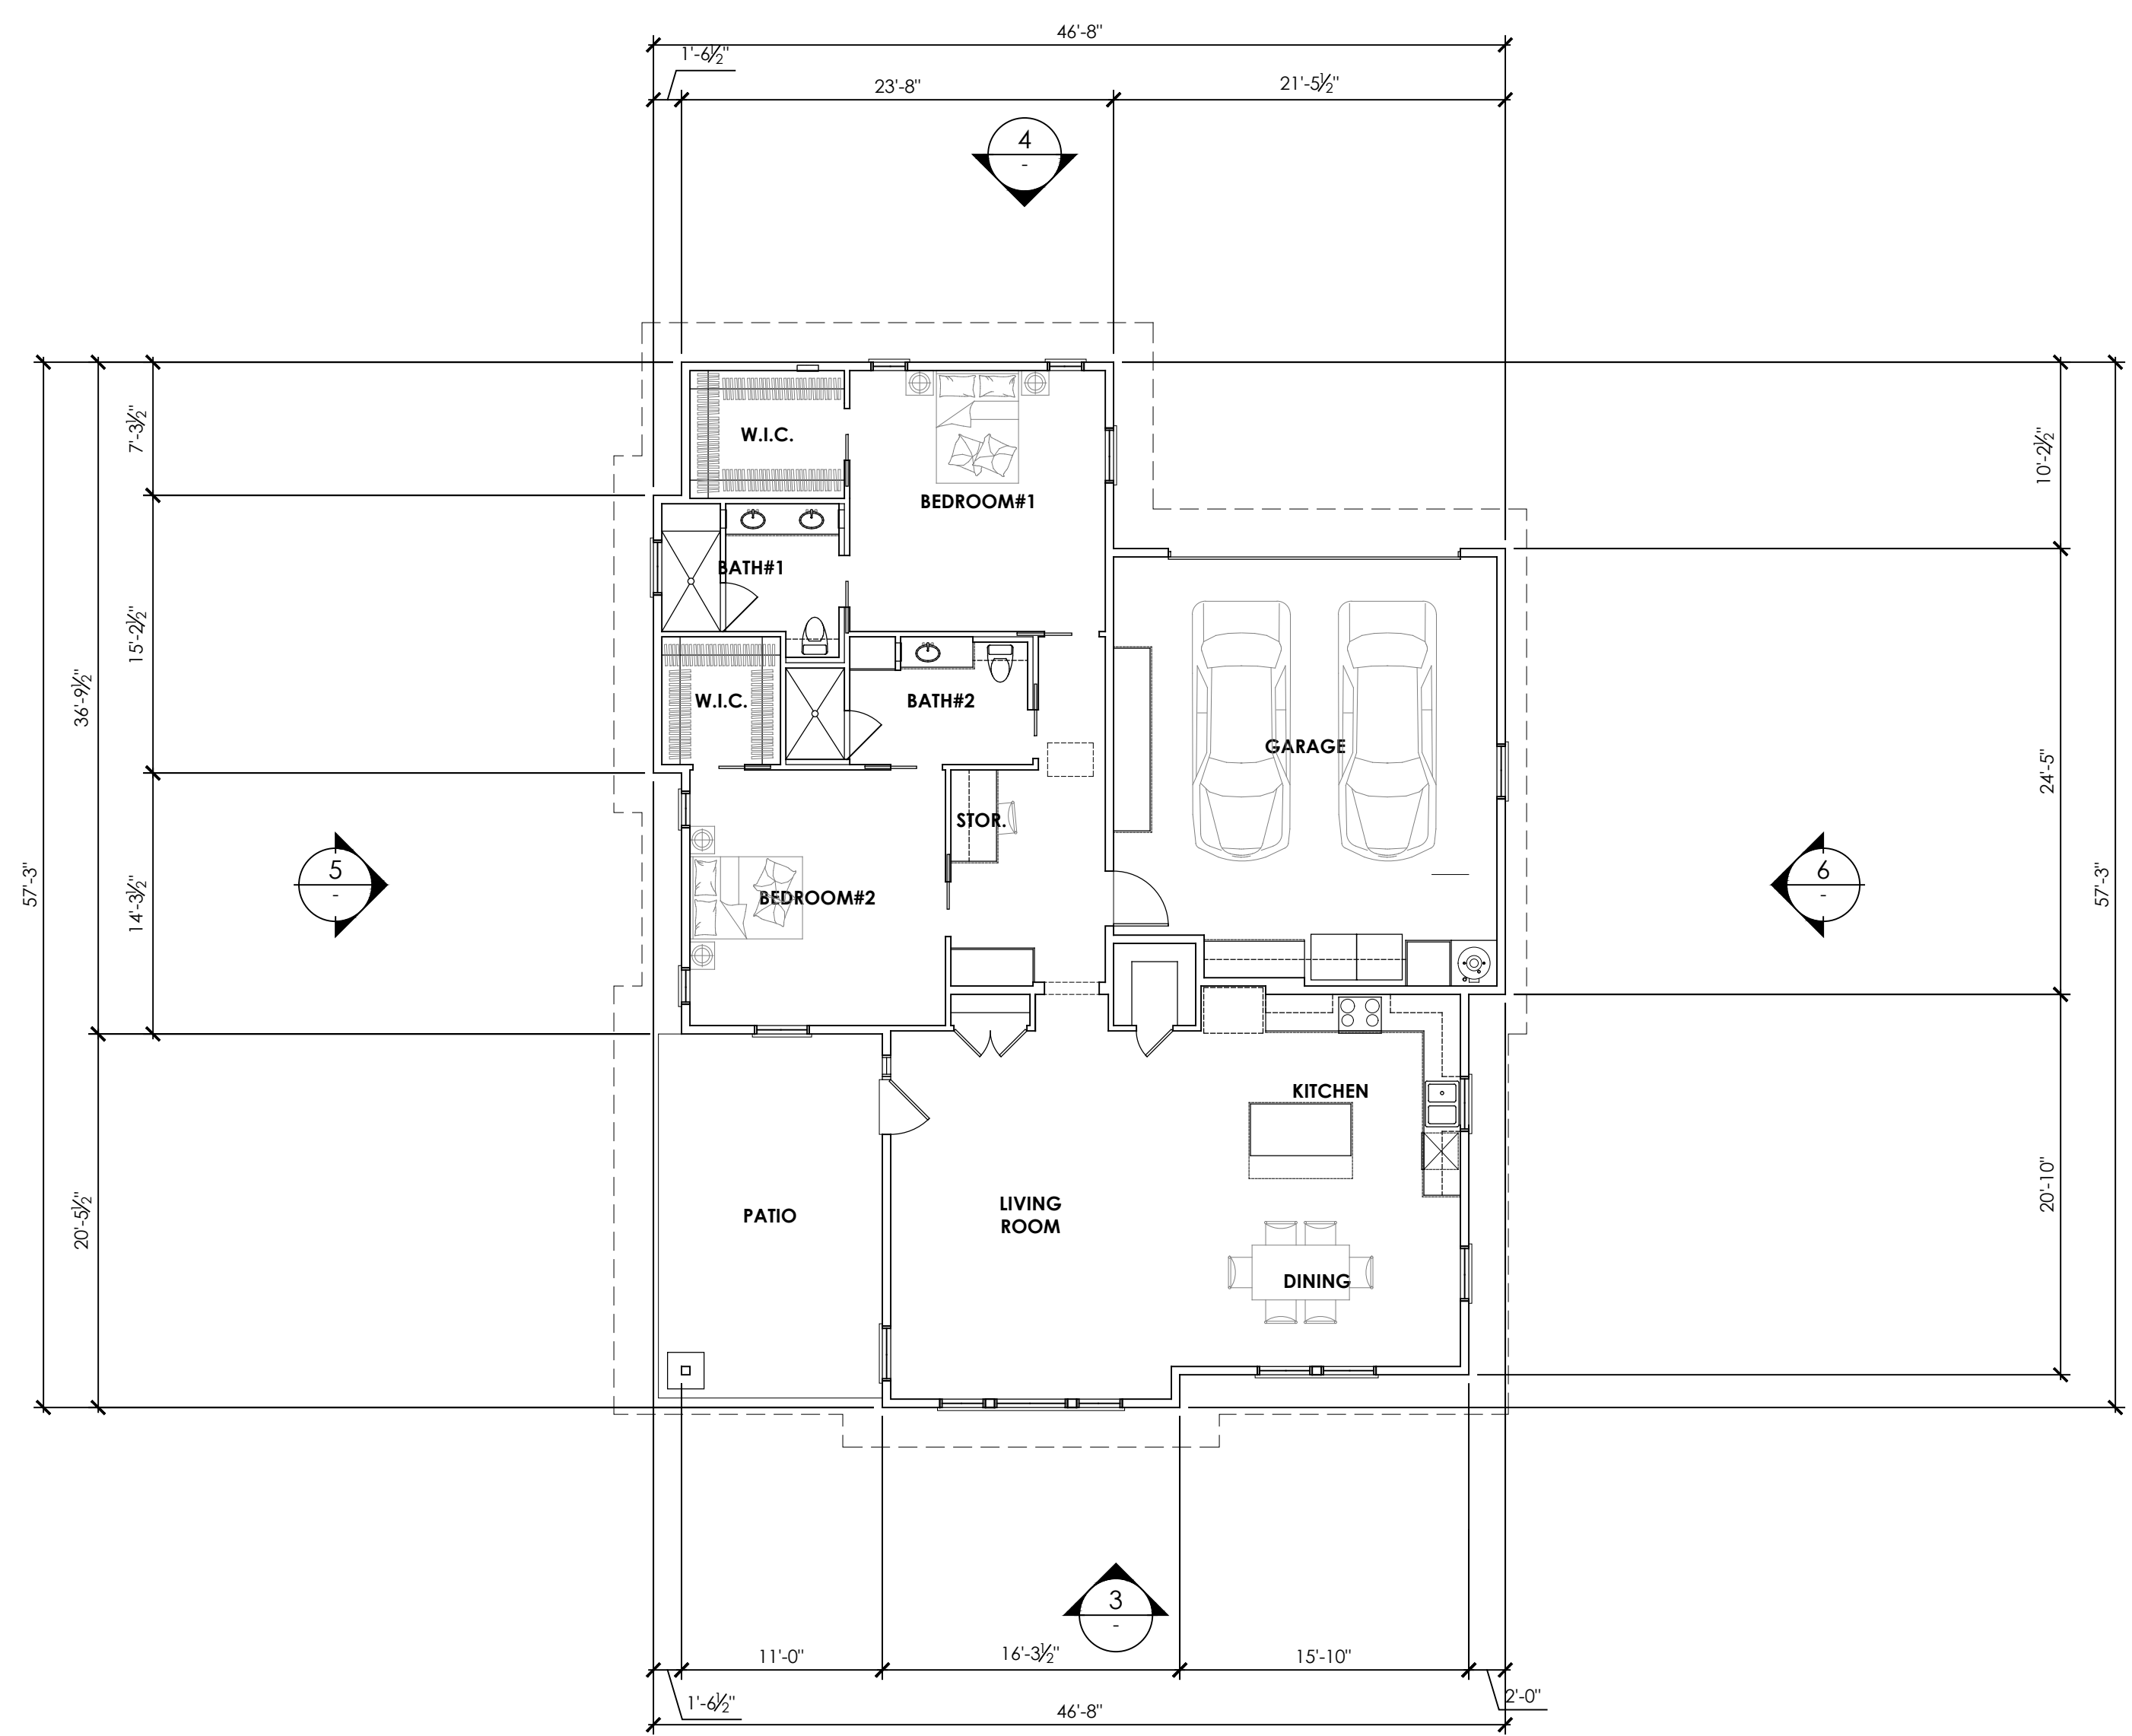 46'-8"
1'-6½"
23'-8"
21'-5½"
4
-
7'-3½"
10'-2½"
W.I.C.
BEDROOM#1
BATH#1
15'-2½"
36'-9½"
W.I.C.
BATH#2
GARAGE
24'-5"
STOR.
57'-3"
14'-3½"
5
-
BEDROOM#2
6
-
57'-3"
KITCHEN
20'-5½"
PATIO
LIVING
ROOM
20'-10"
DINING
3
-
11'-0"
16'-3½"
15'-10"
1'-6½"
2'-0"
46'-8"